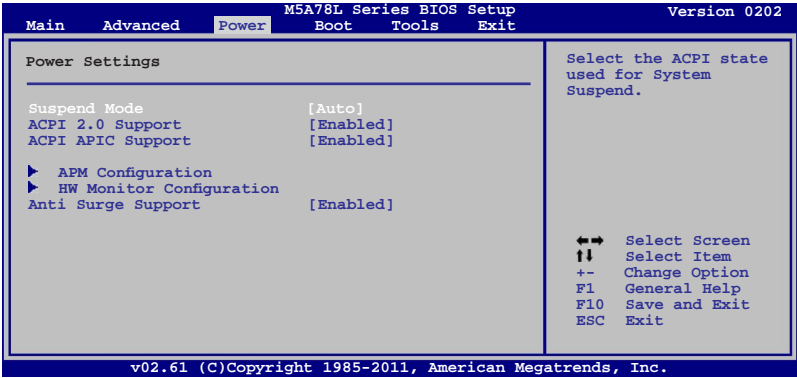 M5A78L Series BIOS Setup Version 0202
Main Advanced Power Boot Tools Exit
Power Settings
Suspend Mode [Auto]
ACPI 2.0 Support [Enabled]
ACPI APIC Support [Enabled]
APM Configuration
HW Monitor Configuration
Anti Surge Support [Enabled]
Select the ACPI state
used for System
Suspend.
←→ Select Screen
↑↓ Select Item
+- Change Option
F1 General Help
F10 Save and Exit
ESC Exit
v02.61 (C)Copyright 1985-2011, American Megatrends, Inc.